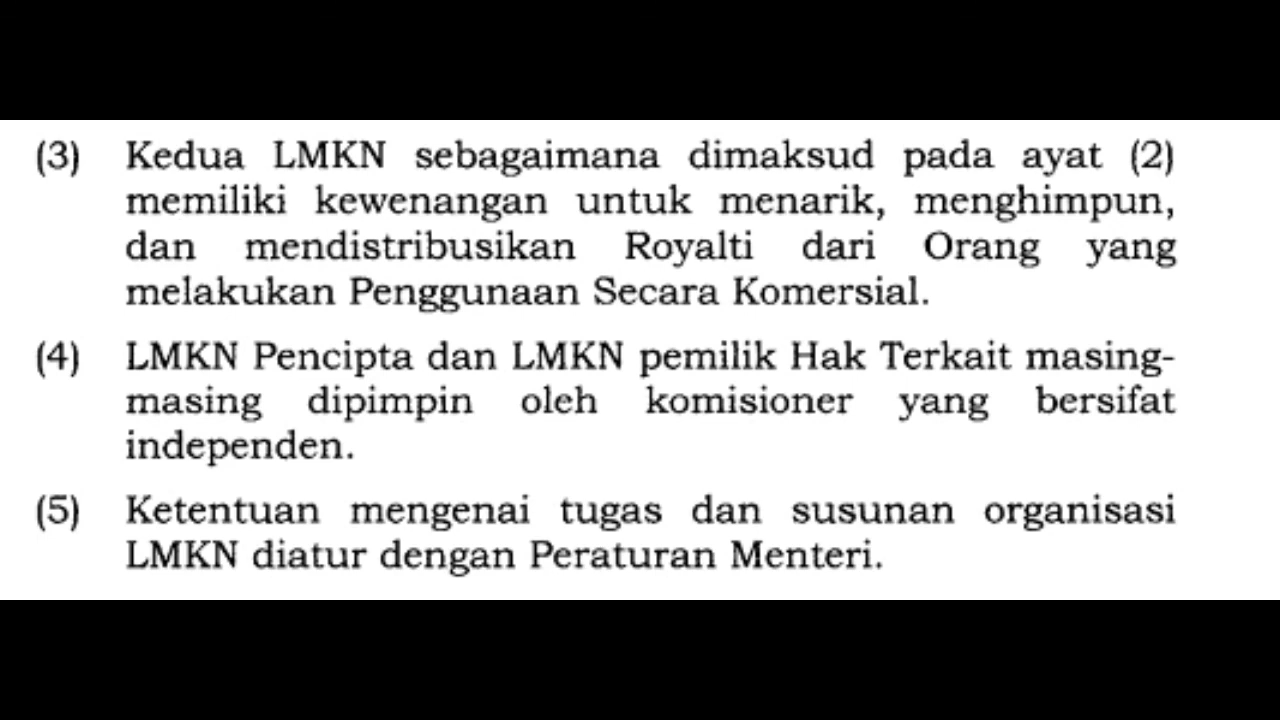 (3) Kedua LMKN sebagaimana dimaksud pada ayat (2)
memiliki kewenangan untuk menarik, menghimpun,
dan mendistribusikan Royalti dari Orang yang
melakukan Penggunaan Secara Komersial.
(4) LMKN Pencipta dan LMKN pemilik Hak Terkait masing-
masing dipimpin oleh komisioner yang bersifat
independen.
(5) Ketentuan mengenai tugas dan susunan organisasi
LMKN diatur dengan Peraturan Menteri.